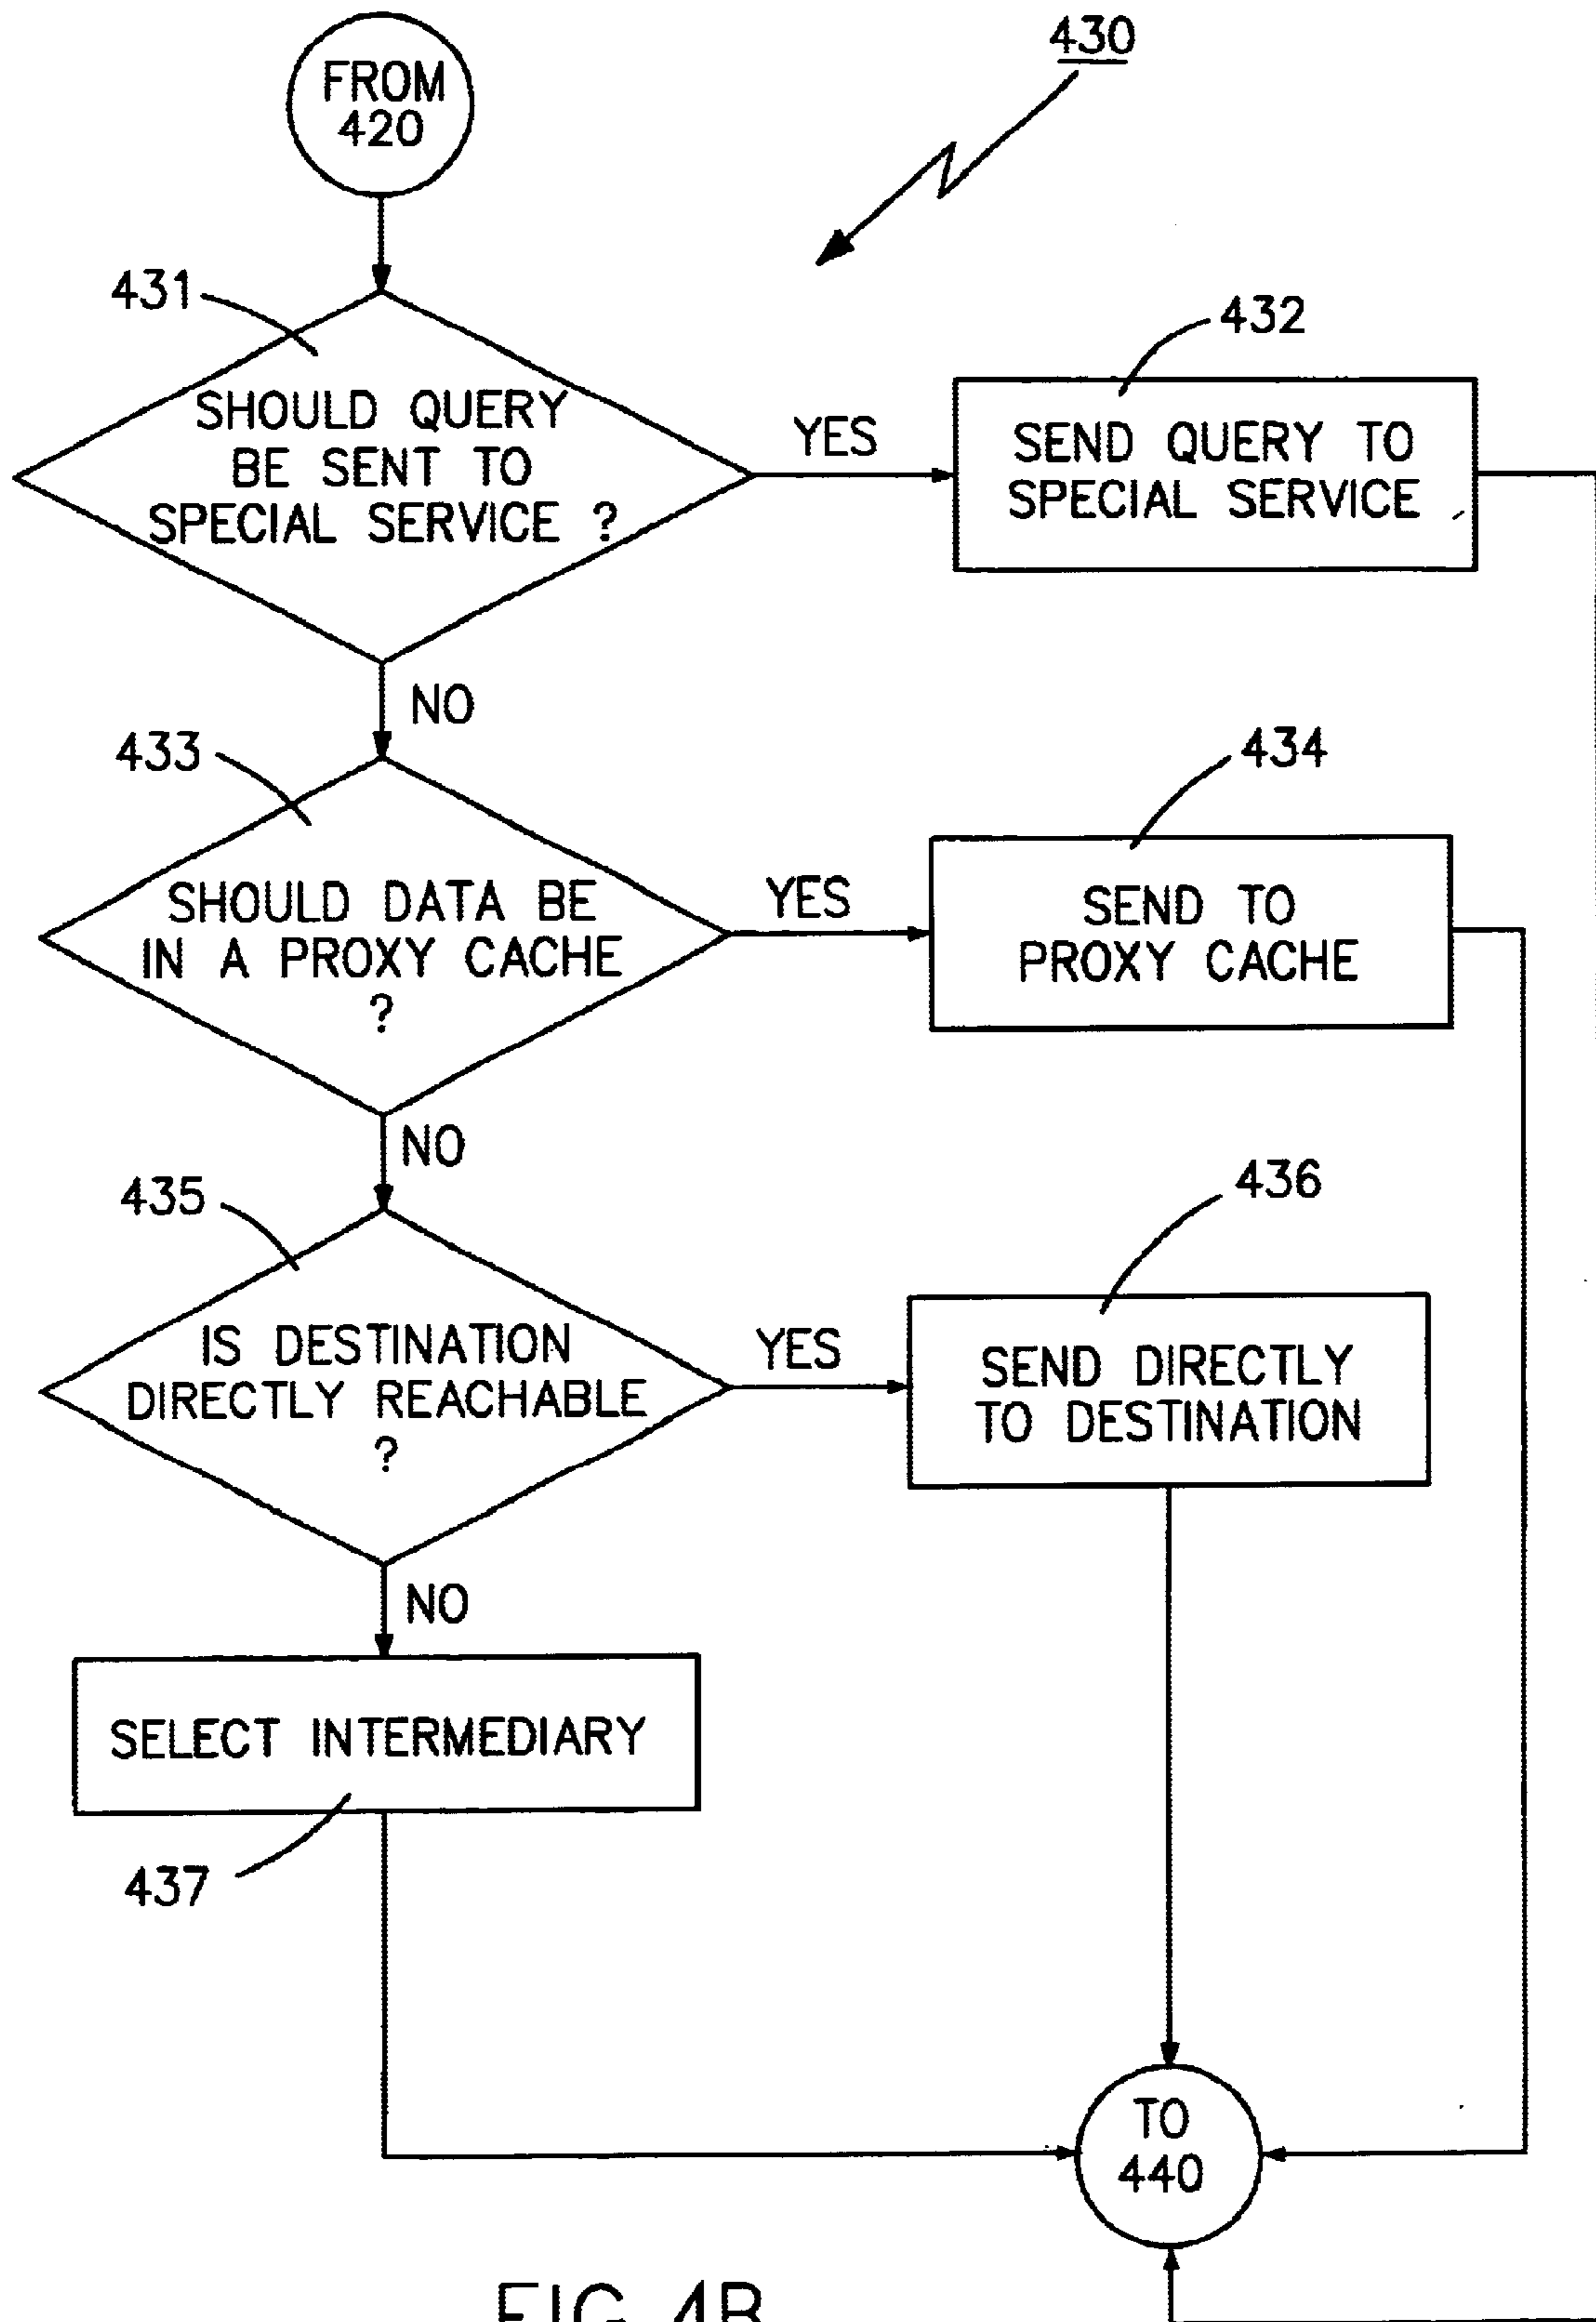 FROM
420
430
431
SHOULD QUERY
BE SENT TO
SPECIAL SERVICE ?
YES
432
SEND QUERY TO
SPECIAL SERVICE
NO
433
SHOULD DATA BE
IN A PROXY CACHE
?
YES
434
SEND TO
PROXY CACHE
NO
435
IS DESTINATION
DIRECTLY REACHABLE
?
YES
436
SEND DIRECTLY
TO DESTINATION
NO
SELECT INTERMEDIARY
437
TO
440
FIG. 4B